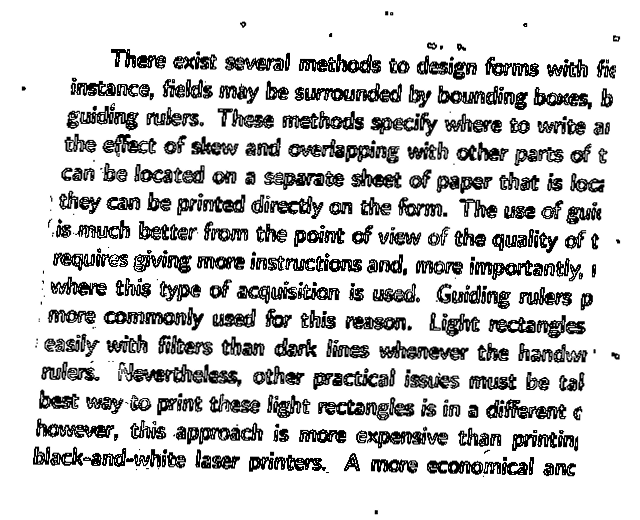 There exist several methods to design forms with fie
instance, fields may be surrounded by bounding boxes, b
guiding rulers. These methods specify where to write a
the effect of skew and overlapping with other parts of t
can be located on a separate sheet of paper that is loca
they can be printed directly on the form. The use of guid
is much better from the point of view of the quality of t
requires giving more instructions and, more importantly,
where this type of acquisition is used. Guiding rulers p
more commonly used for this reason. Light rectangles
easily with filters than dark lines whenever the handwr
rulers. Nevertheless, other practical issues must be tak
best way to print these light rectangles is in a different c
however, this approach is more expensive than printing
black-and-white laser printers. A more economical and